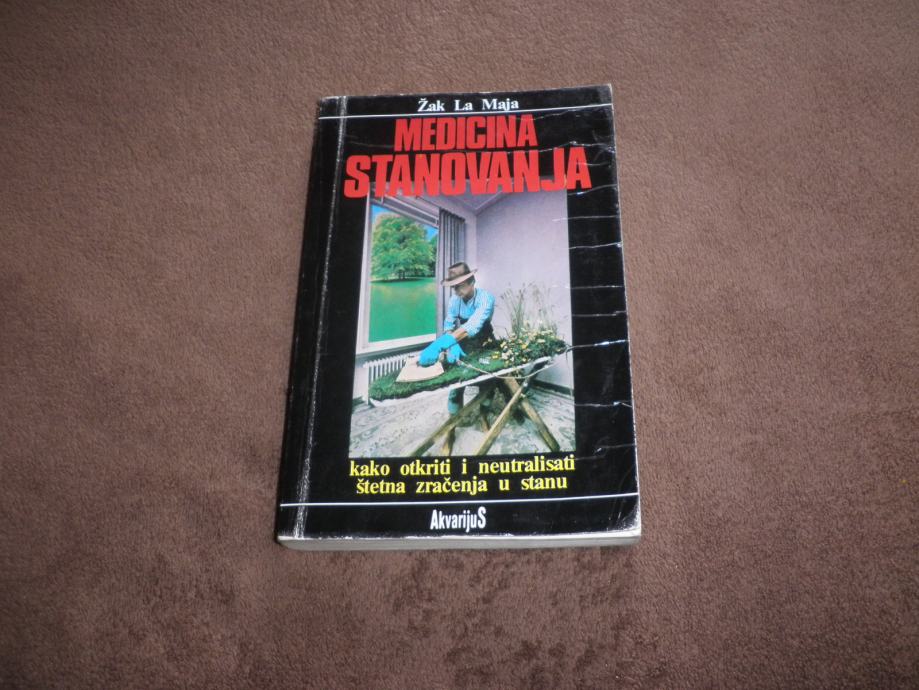 Žak La Maja
MEDICINA
STANOVANJA
kako otkriti i neutralisati
štetna zračenja u stanu
AkvarijuS